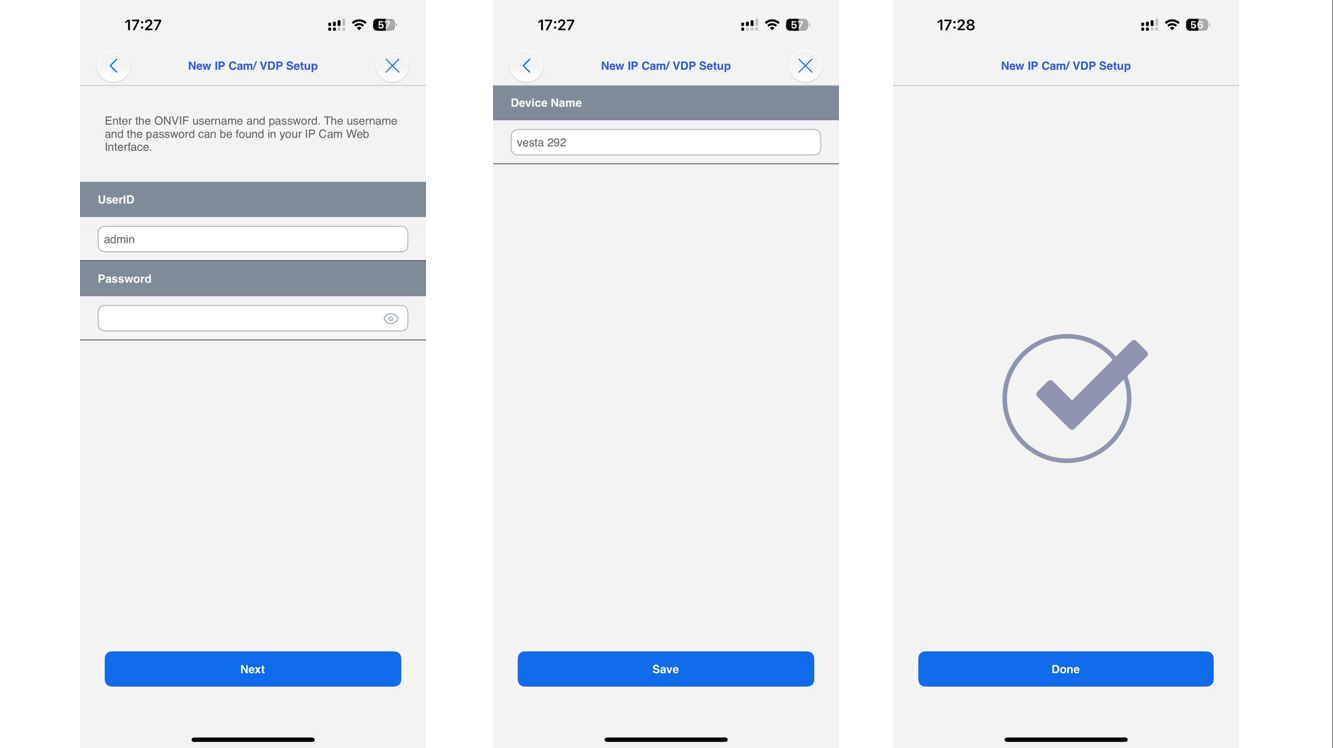 17:27
57
New IP Cam/ VDP Setup
Enter the ONVIF username and password. The username
and the password can be found in your IP Cam Web
Interface.
UserID
admin
Password
Next
17:27
57
New IP Cam/ VDP Setup
Device Name
vesta 292
Save
17:28
56
New IP Cam/ VDP Setup
Done